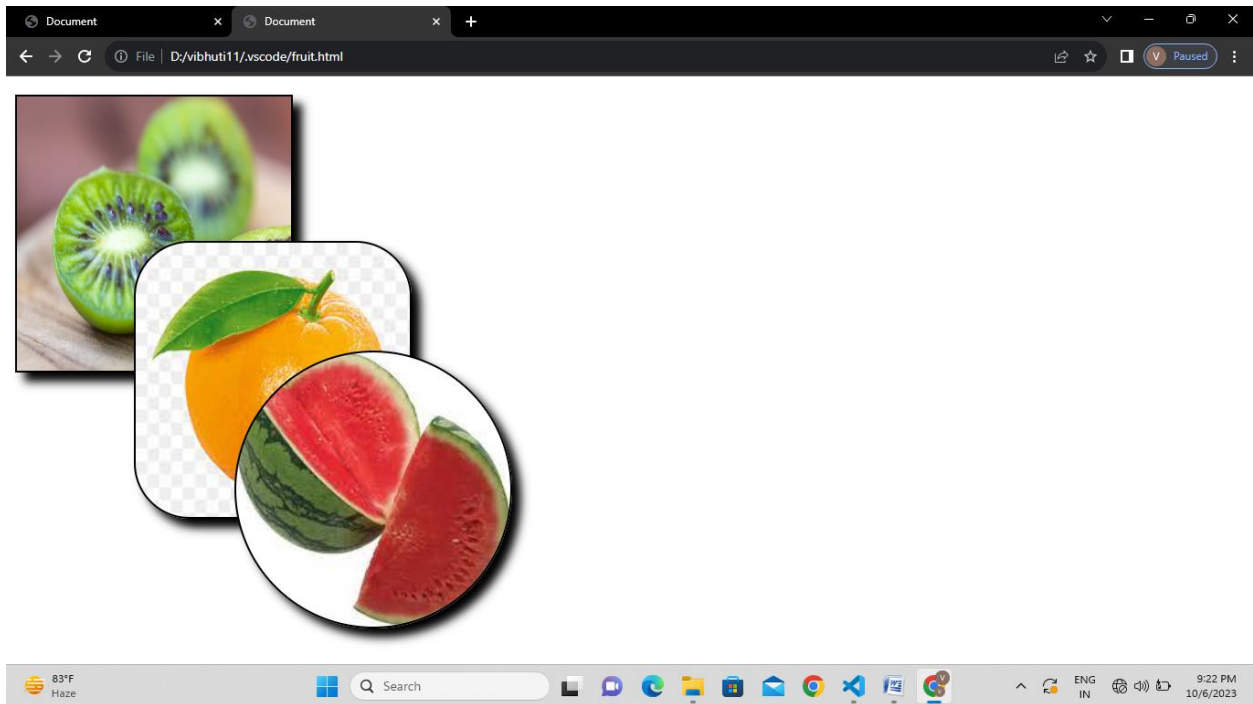 Document
Document
File
D:/vibhuti11/.vscode/fruit.html
V
Paused
83°F
Haze
Search
ENG
IN
9:22 PM
10/6/2023